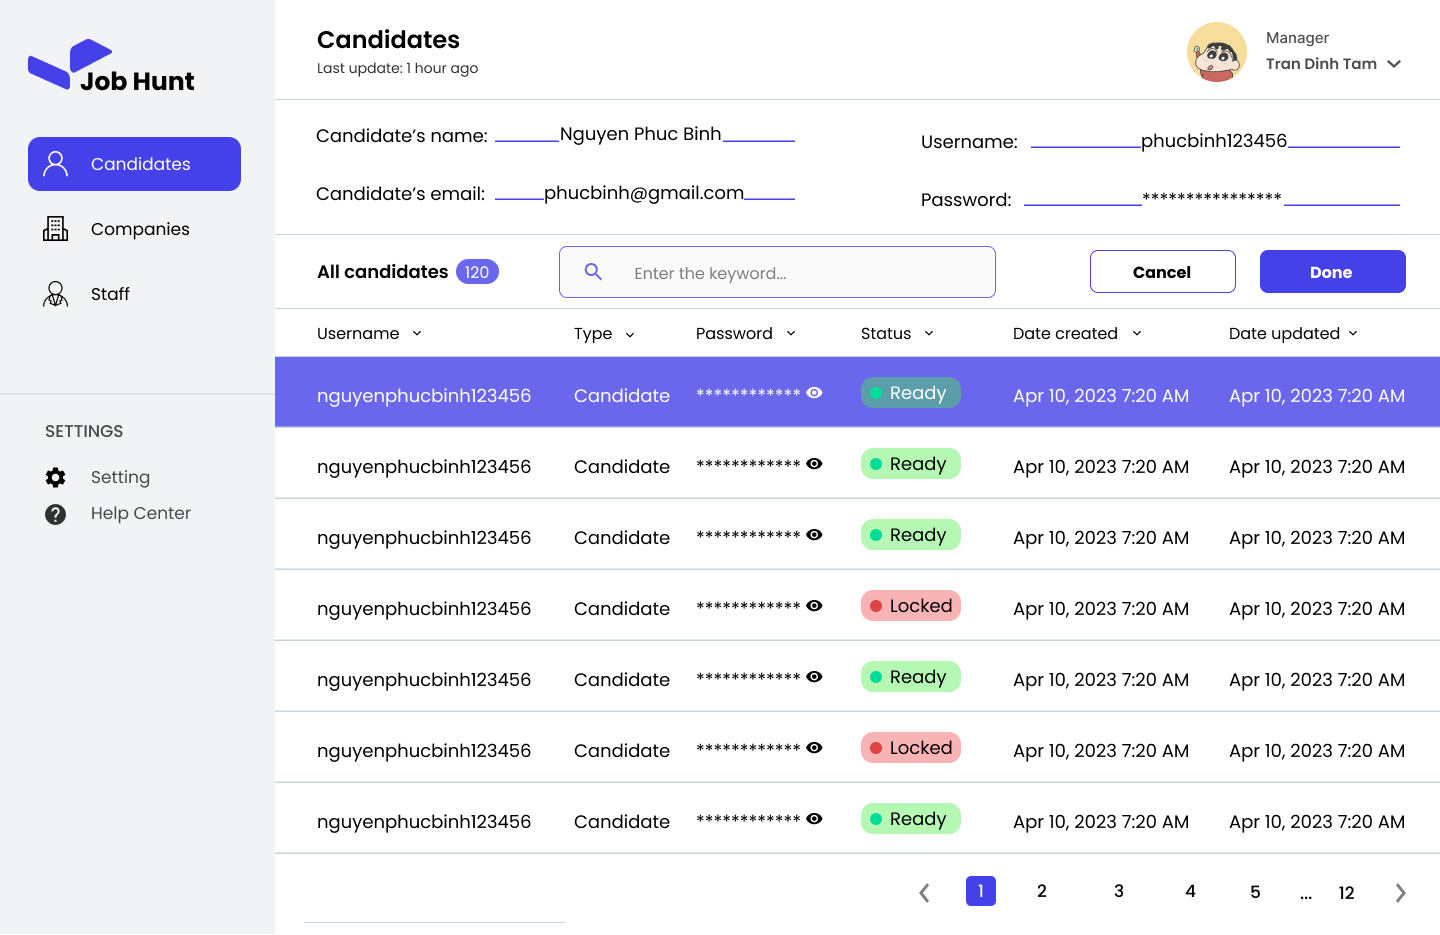 Job Hunt
Candidates
Companies
Staff
SETTINGS
Setting
Help Center
Candidates
Last update: 1 hour ago
Manager
Tran Dinh Tam
Candidate’s name: Nguyen Phuc Binh
Username: phucbinh123456
Candidate’s email: phucbinh@gmail.com
Password: ****************
All candidates 120 Enter the keyword... Cancel Done
Username Type Password Status Date created Date updated
nguyenphucbinh123456 Candidate ************ Ready Apr 10, 2023 7:20 AM Apr 10, 2023 7:20 AM
nguyenphucbinh123456 Candidate ************ Ready Apr 10, 2023 7:20 AM Apr 10, 2023 7:20 AM
nguyenphucbinh123456 Candidate ************ Ready Apr 10, 2023 7:20 AM Apr 10, 2023 7:20 AM
nguyenphucbinh123456 Candidate ************ Locked Apr 10, 2023 7:20 AM Apr 10, 2023 7:20 AM
nguyenphucbinh123456 Candidate ************ Ready Apr 10, 2023 7:20 AM Apr 10, 2023 7:20 AM
nguyenphucbinh123456 Candidate ************ Locked Apr 10, 2023 7:20 AM Apr 10, 2023 7:20 AM
nguyenphucbinh123456 Candidate ************ Ready Apr 10, 2023 7:20 AM Apr 10, 2023 7:20 AM
1 2 3 4 5 ... 12